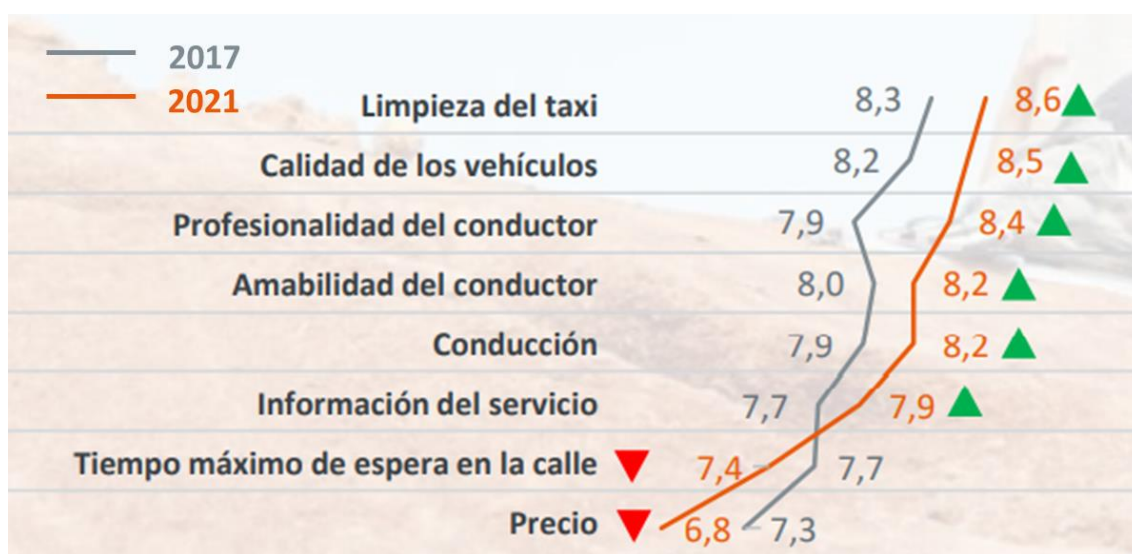 2017
2021
Limpieza del taxi 8,3 8,6
Calidad de los vehículos 8,2 8,5
Profesionalidad del conductor 7,9 8,4
Amabilidad del conductor 8,0 8,2
Conducción 7,9 8,2
Información del servicio 7,7 7,9
Tiempo máximo de espera en la calle 7,4 7,7
Precio 6,8 7,3